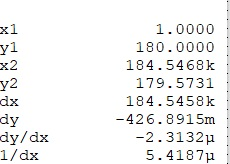 x1 1.0000
y1 180.0000
x2 184.5468k
y2 179.5731
dx 184.5458k
dy -426.8915m
dy/dx -2.3132µ
1/dx 5.4187µ